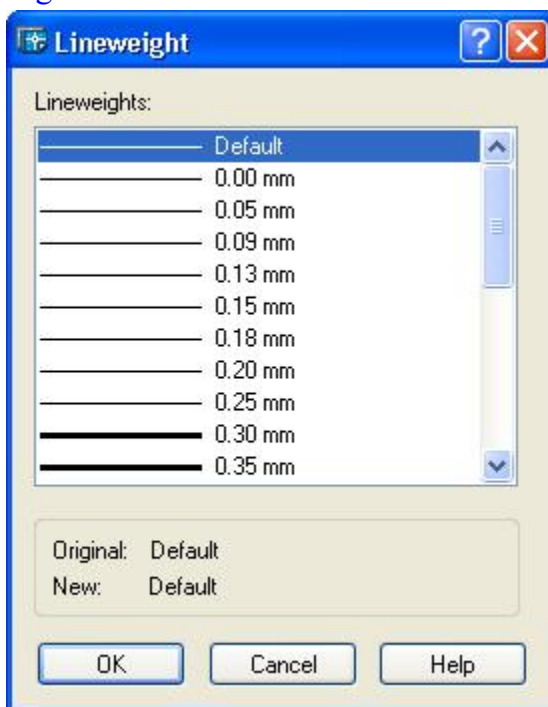 Lineweight
Lineweights:
Default
0.00 mm
0.05 mm
0.09 mm
0.13 mm
0.15 mm
0.18 mm
0.20 mm
0.25 mm
0.30 mm
0.35 mm
Original: Default
New: Default
OK Cancel Help